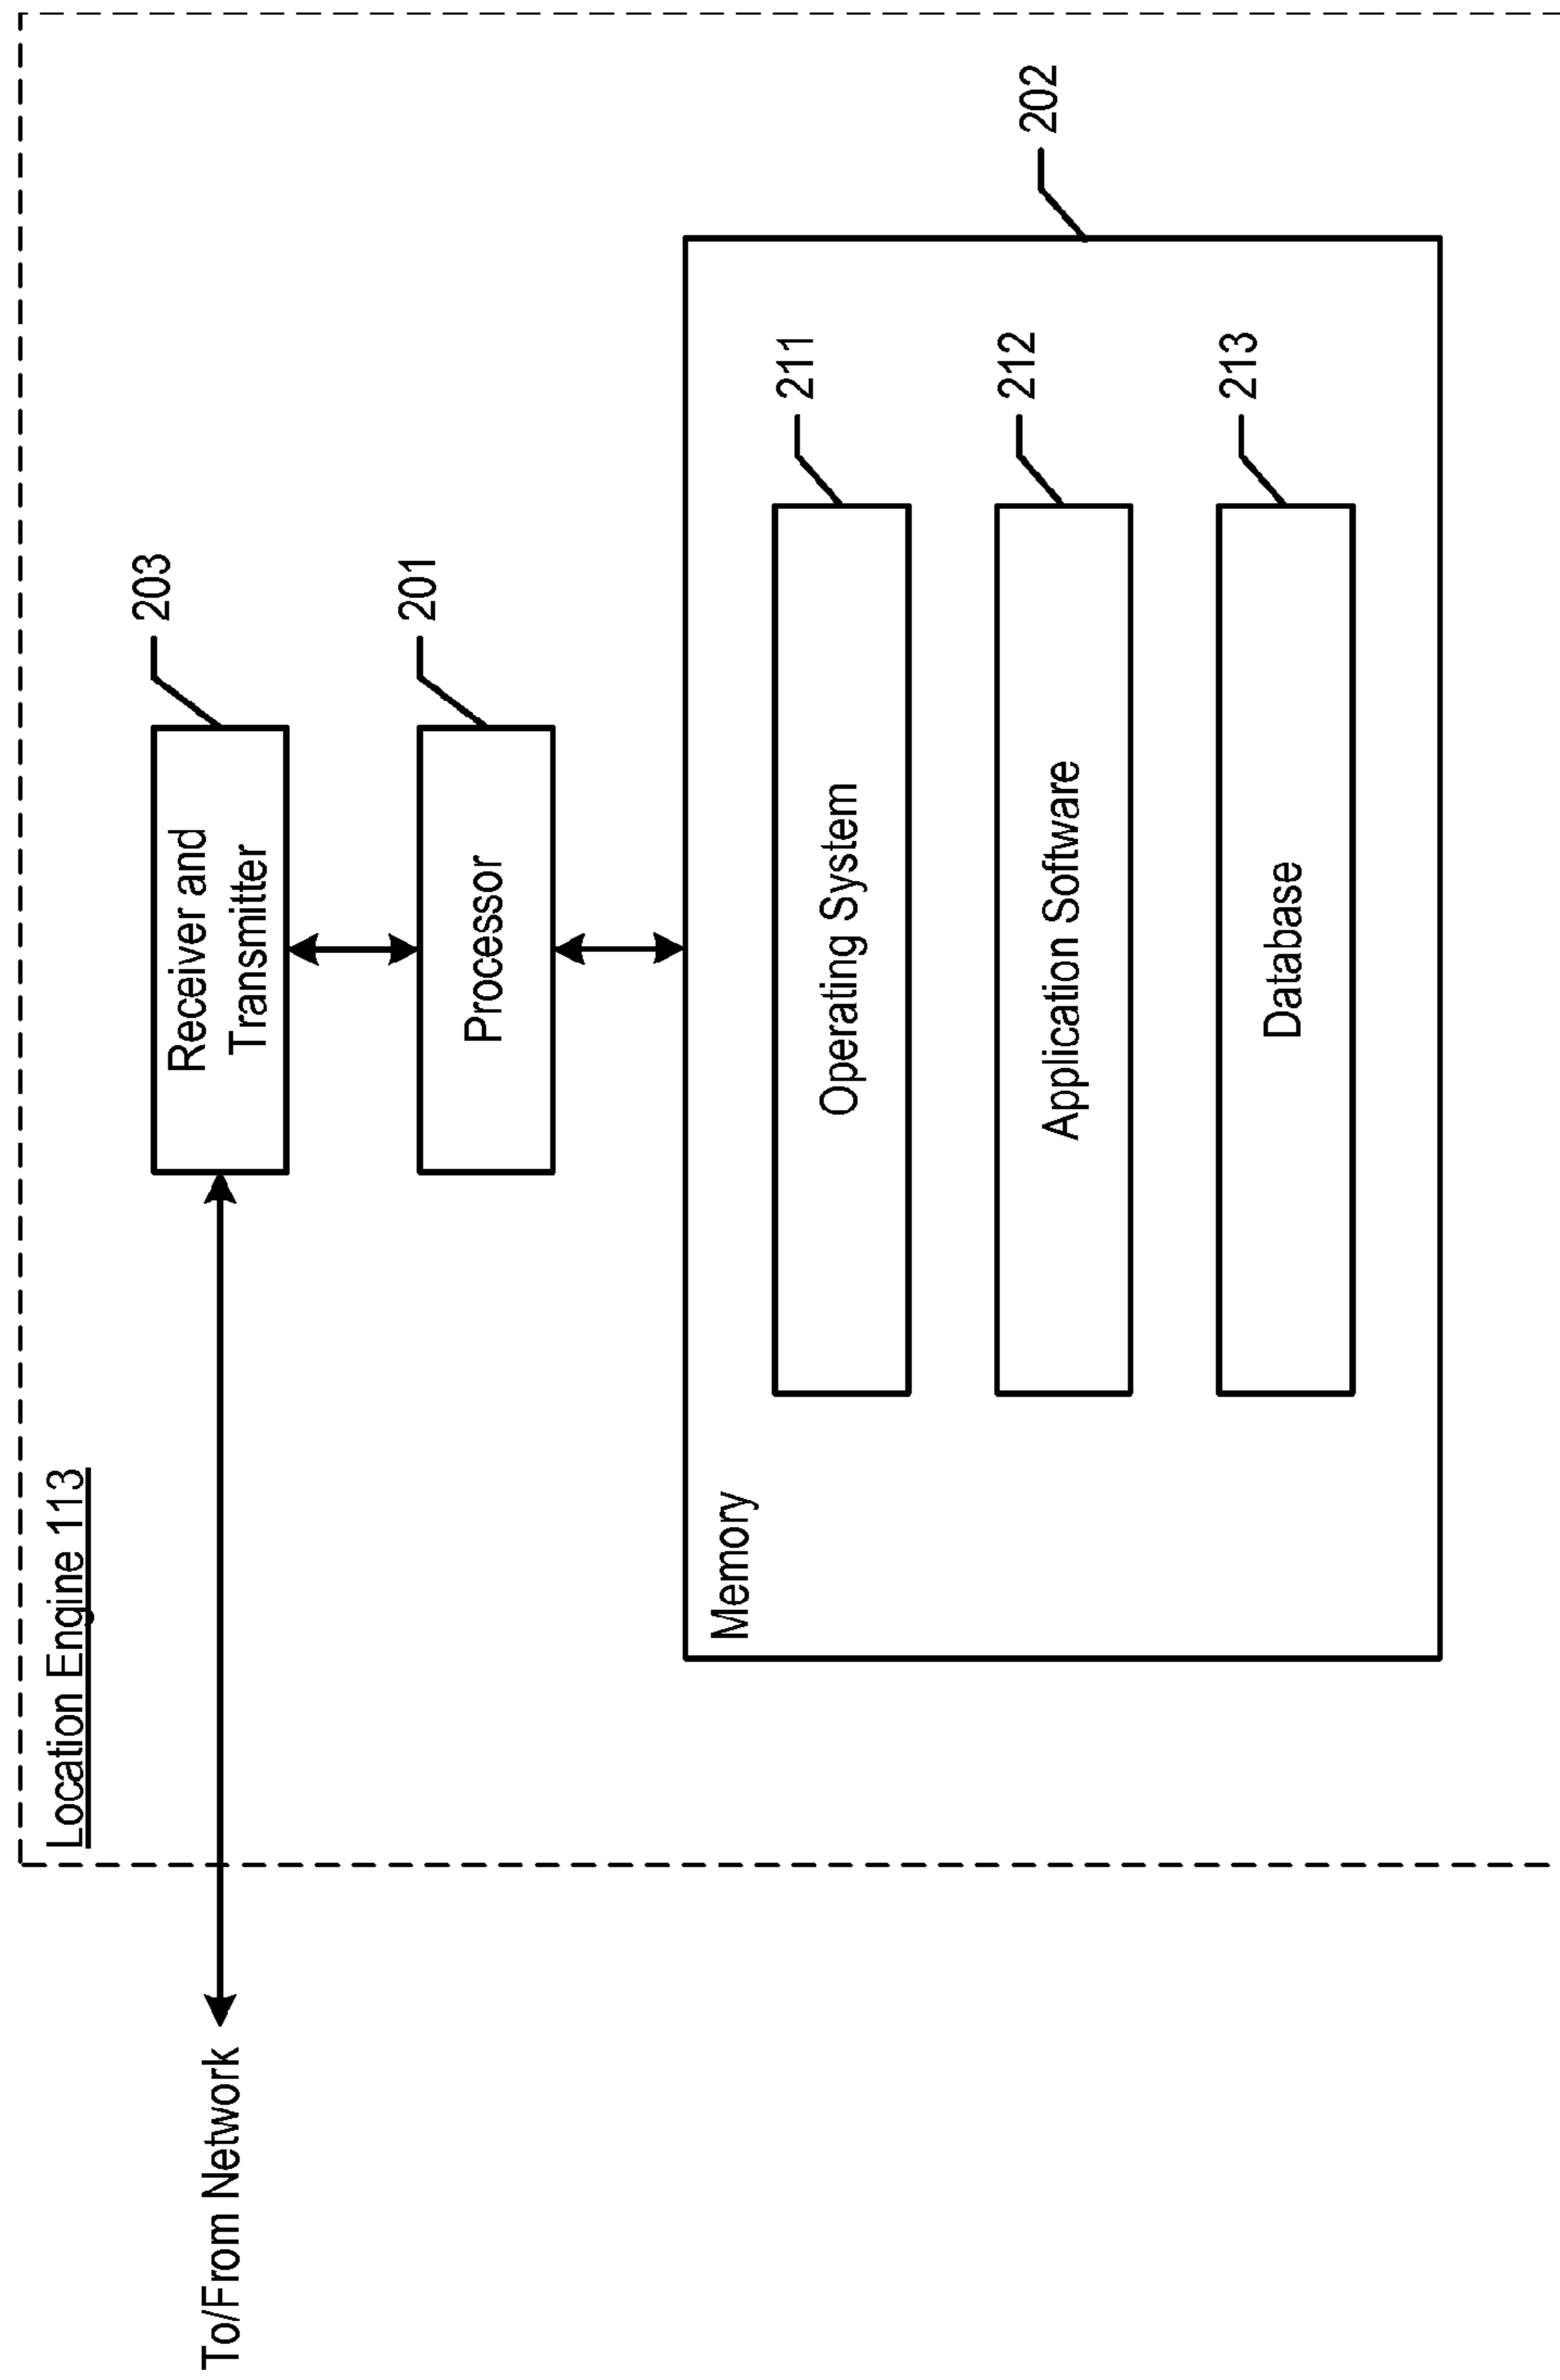 Location Engine 113
To/From Network
Receiver and
Transmitter
203
Processor
201
Memory
202
Operating System
211
Application Software
212
Database
213